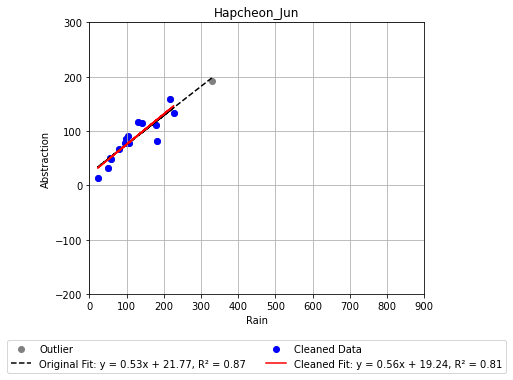 Hapcheon_Jun
300
200
100
0
−100
−200
Abstraction
0 100 200 300 400 500 600 700 800 900
Rain
Outlier Cleaned Data
Original Fit: y = 0.53x + 21.77, R² = 0.87 Cleaned Fit: y = 0.56x + 19.24, R² = 0.81